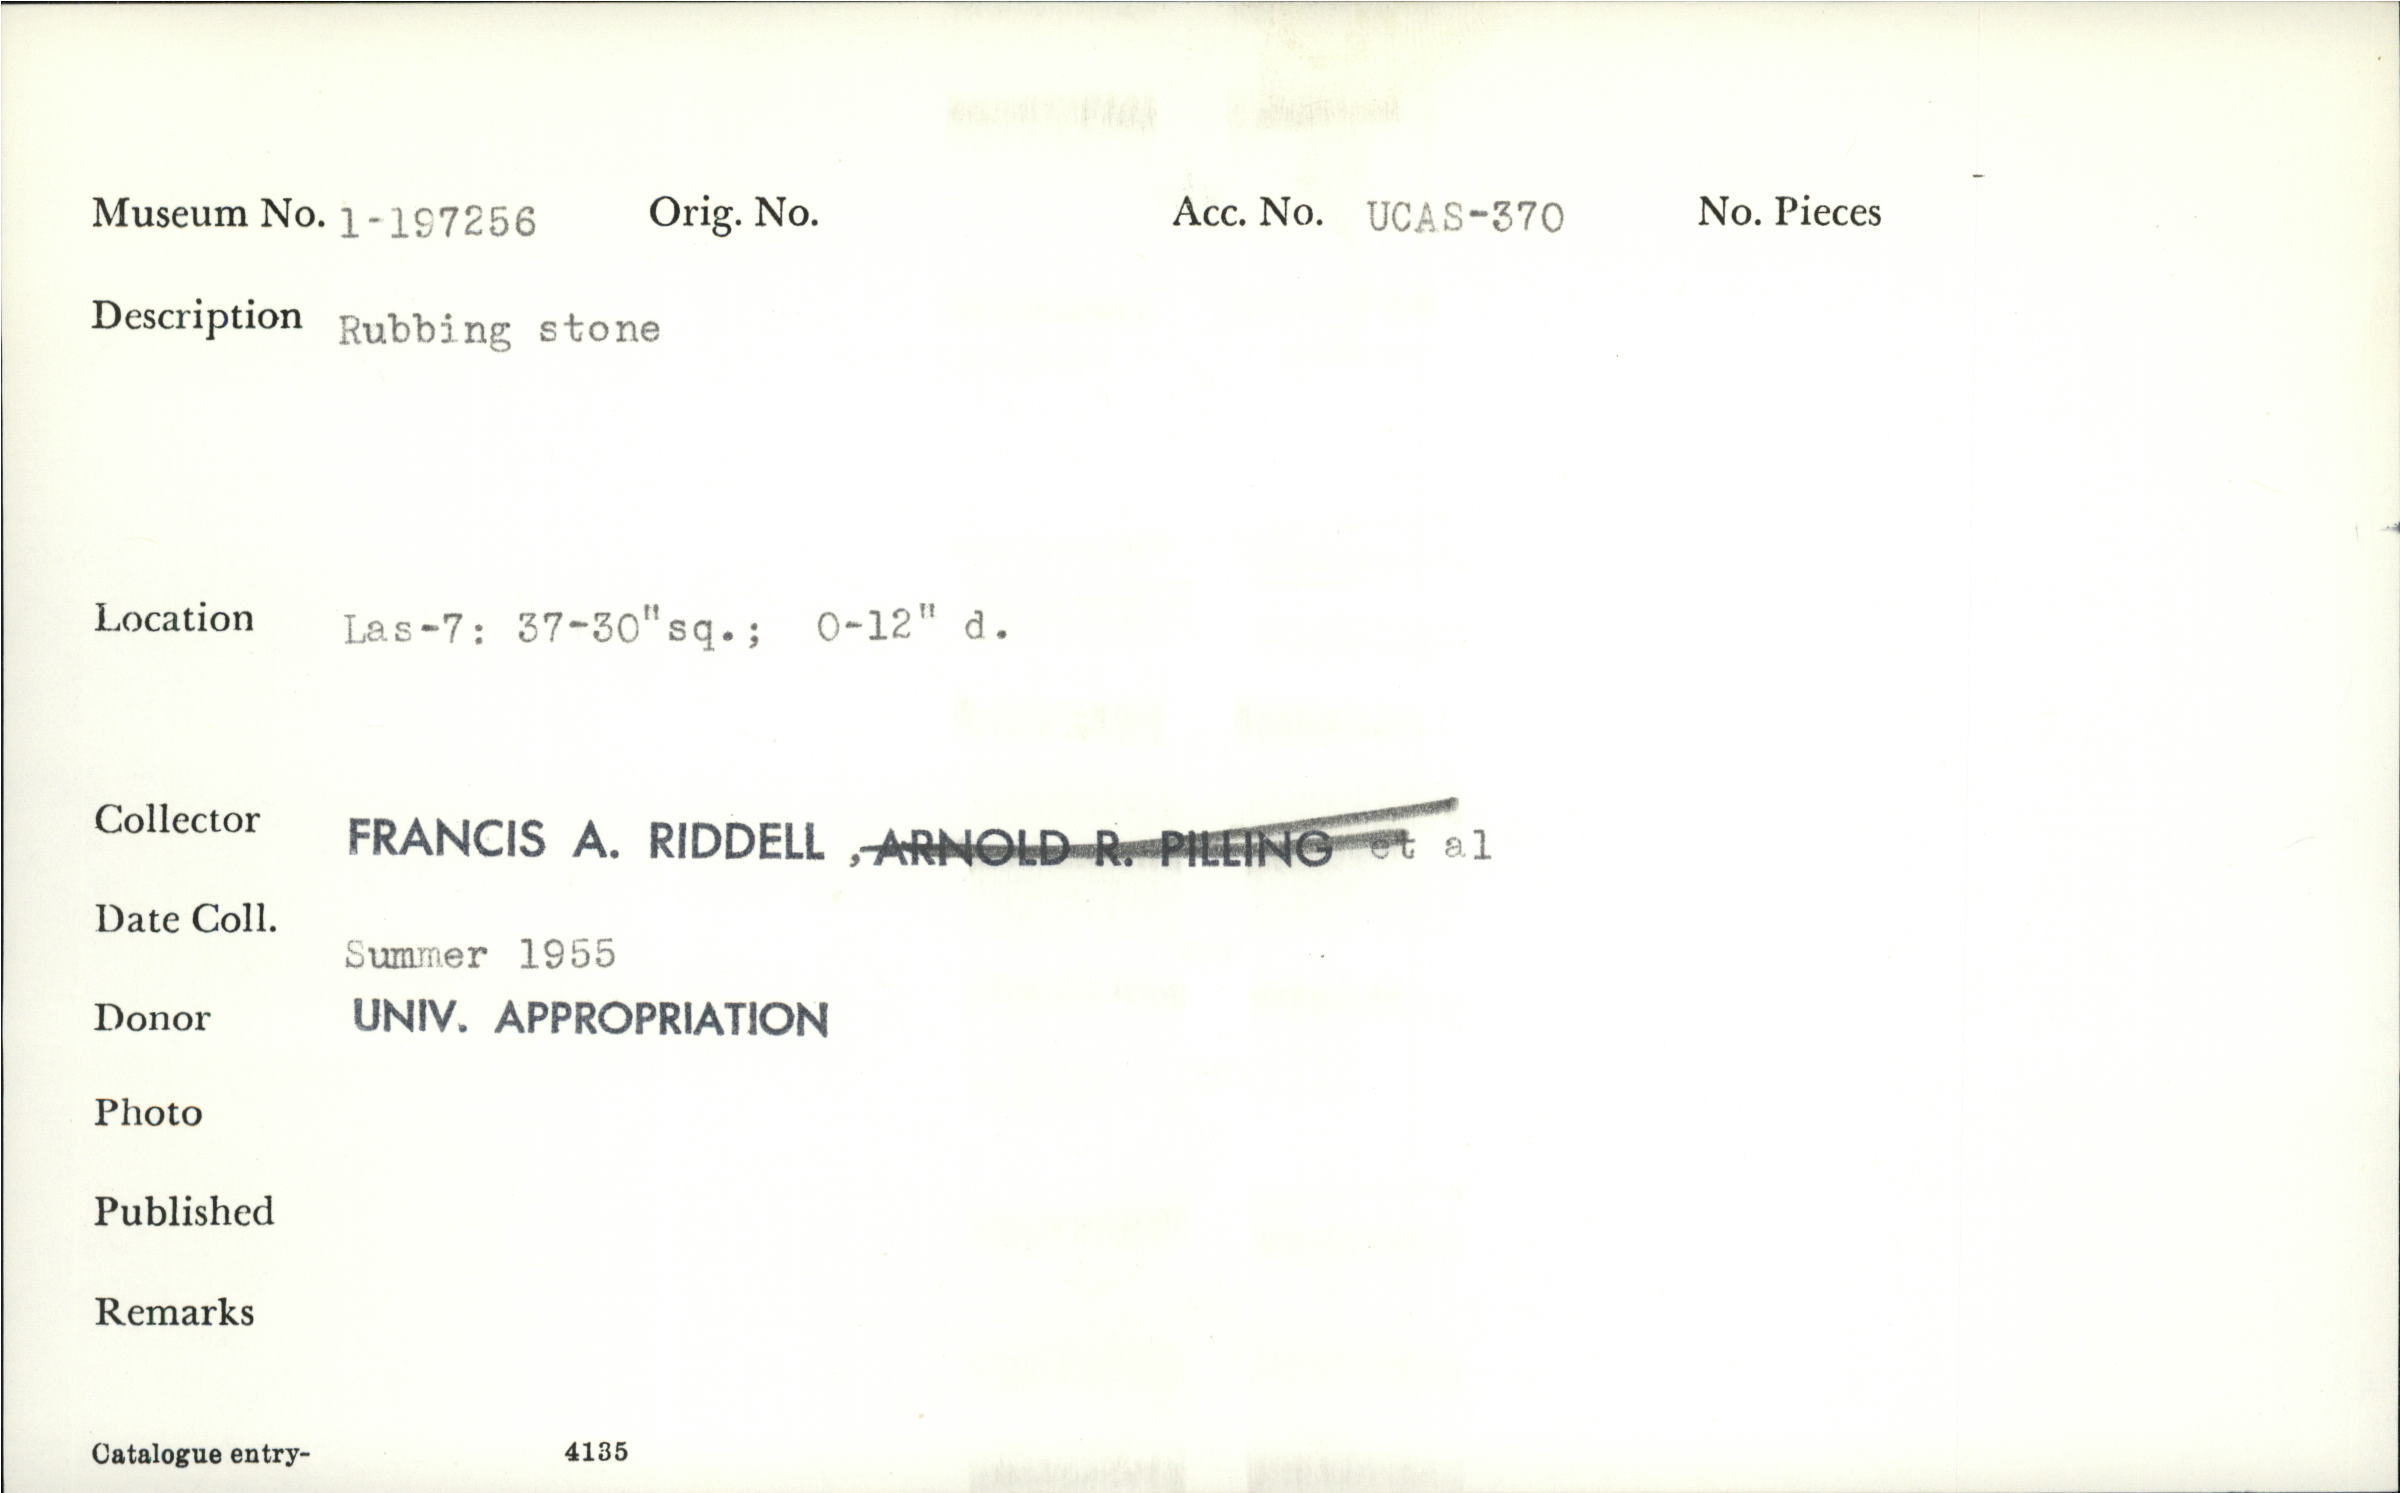 Museum No. 1-197256 Orig. No. Acc. No. UCAS-370 No. Pieces
Description Rubbing stone
Location Las-7: 37-30"sq.; 0-12" d.
Collector FRANCIS A. RIDDELL , ARNOLD R. PILLING et al
Date Coll. Summer 1955
Donor UNIV. APPROPRIATION
Photo
Published
Remarks
Catalogue entry- 4135